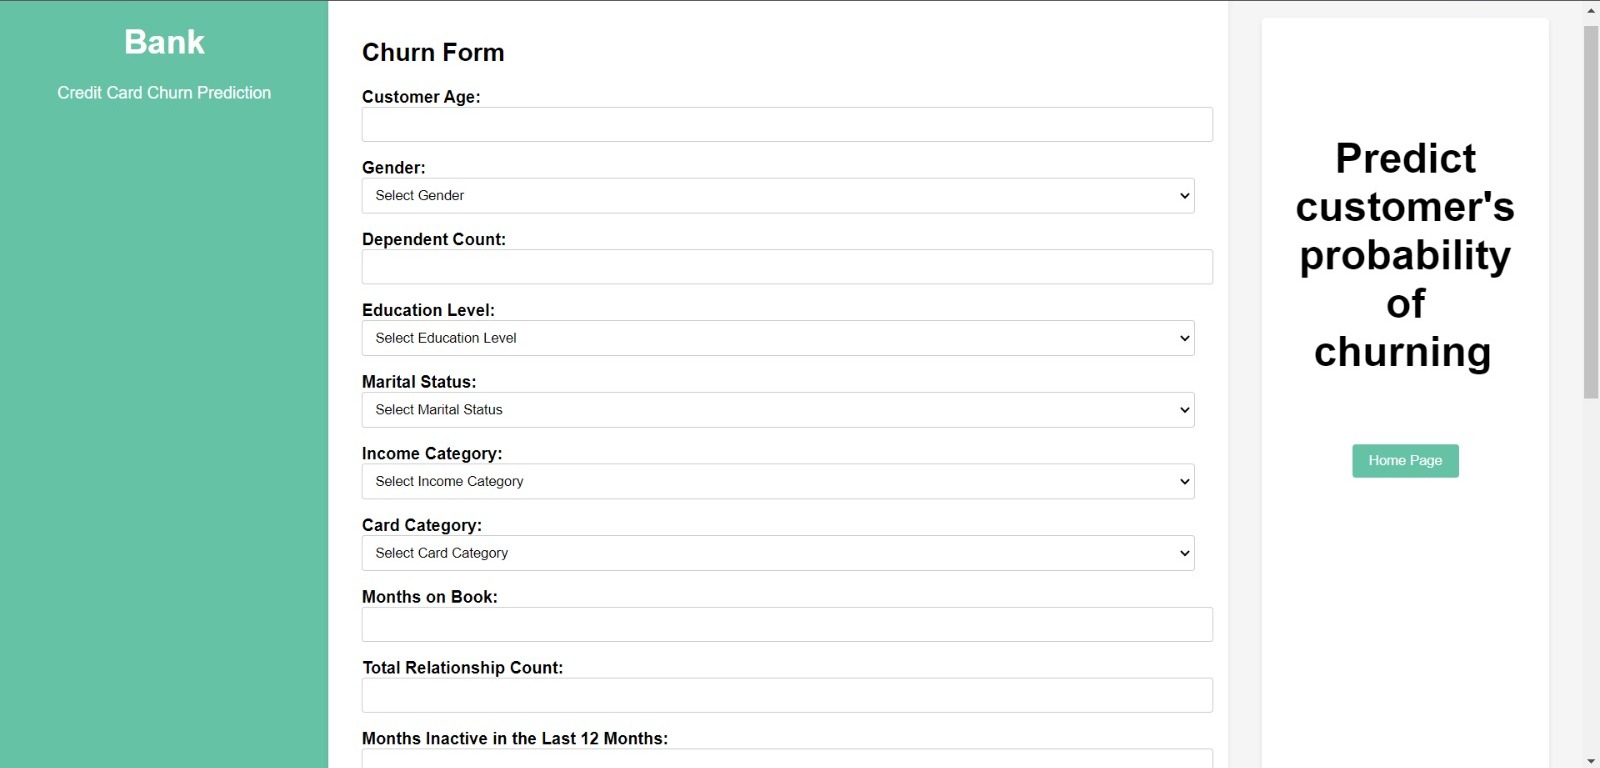 Bank
Credit Card Churn Prediction
Churn Form
Customer Age:
Gender:
Select Gender
Dependent Count:
Education Level:
Select Education Level
Marital Status:
Select Marital Status
Income Category:
Select Income Category
Card Category:
Select Card Category
Months on Book:
Total Relationship Count:
Months Inactive in the Last 12 Months:
Predict
customer's
probability
of
churning
Home Page